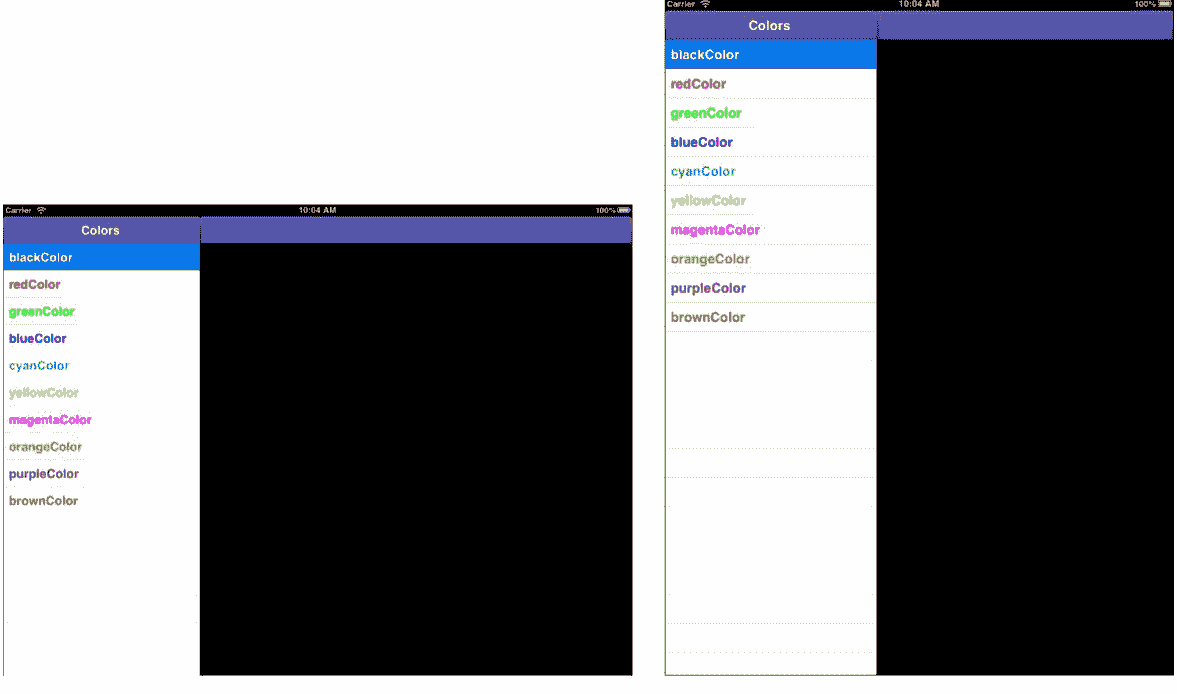 Carrier 10:04 AM 100%
Colors
blackColor
redColor
greenColor
blueColor
cyanColor
yellowColor
magentaColor
orangeColor
purpleColor
brownColor
Carrier 10:04 AM 100%
Colors
blackColor
redColor
greenColor
blueColor
cyanColor
yellowColor
magentaColor
orangeColor
purpleColor
brownColor